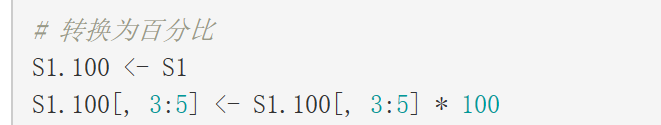 # 转换为百分比
S1.100 <- S1
S1.100[, 3:5] <- S1.100[, 3:5] * 100